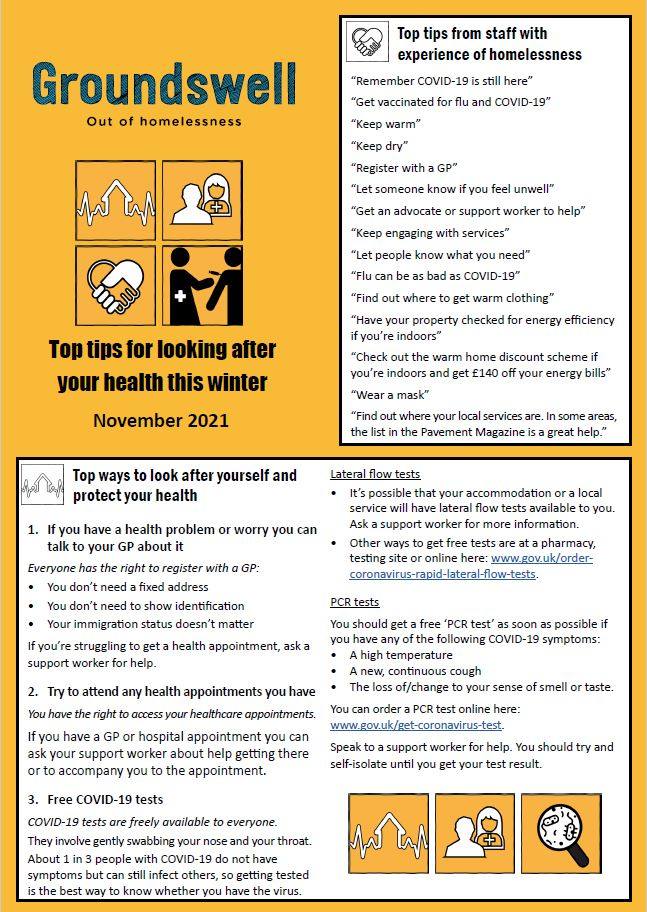 Groundswell
Out of homelessness
Top tips for looking after
your health this winter
November 2021
Top tips from staff with
experience of homelessness
“Remember COVID-19 is still here”
“Get vaccinated for flu and COVID-19”
“Keep warm”
“Keep dry”
“Register with a GP”
“Let someone know if you feel unwell”
“Get an advocate or support worker to help”
“Keep engaging with services”
“Let people know what you need”
“Flu can be as bad as COVID-19”
“Find out where to get warm clothing”
“Have your property checked for energy efficiency
if you’re indoors”
“Check out the warm home discount scheme if
you’re indoors and get £140 off your energy bills”
“Wear a mask”
“Find out where your local services are. In some areas,
the list in the Pavement Magazine is a great help.”
Top ways to look after yourself and
protect your health
1. If you have a health problem or worry you can
talk to your GP about it
Everyone has the right to register with a GP:
• You don’t need a fixed address
• You don’t need to show identification
• Your immigration status doesn’t matter
If you’re struggling to get a health appointment, ask a
support worker for help.
2. Try to attend any health appointments you have
You have the right to access your healthcare appointments.
If you have a GP or hospital appointment you can
ask your support worker about help getting there
or to accompany you to the appointment.
3. Free COVID-19 tests
COVID-19 tests are freely available to everyone.
They involve gently swabbing your nose and your throat.
About 1 in 3 people with COVID-19 do not have
symptoms but can still infect others, so getting tested
is the best way to know whether you have the virus.
Lateral flow tests
• It’s possible that your accommodation or a local
service will have lateral flow tests available to you.
Ask a support worker for more information.
• Other ways to get free tests are at a pharmacy,
testing site or online here: www.gov.uk/order-
coronavirus-rapid-lateral-flow-tests.
PCR tests
You should get a free ‘PCR test’ as soon as possible if
you have any of the following COVID-19 symptoms:
• A high temperature
• A new, continuous cough
• The loss of/change to your sense of smell or taste.
You can order a PCR test online here:
www.gov.uk/get-coronavirus-test.
Speak to a support worker for help. You should try and
self-isolate until you get your test result.